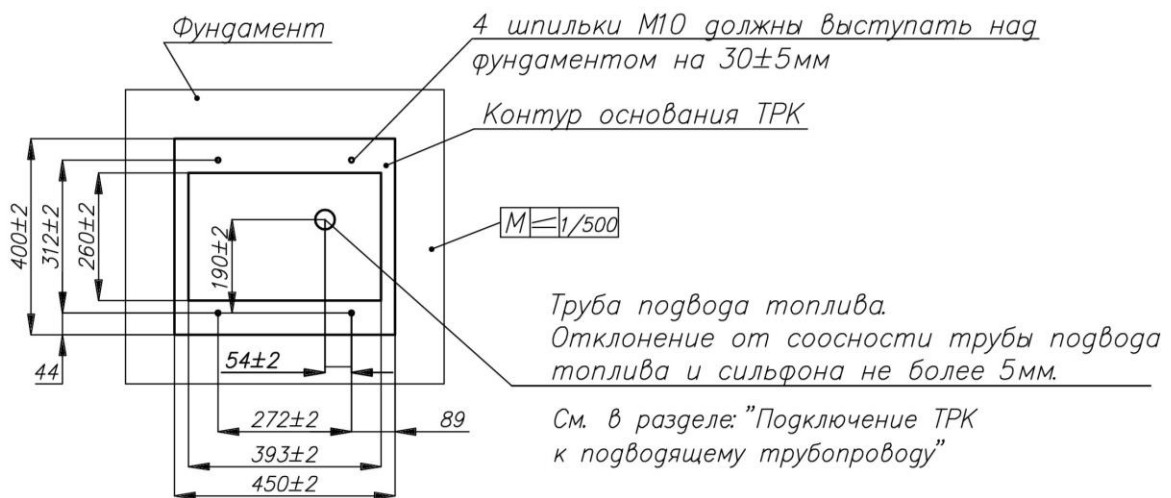 Фундамент
4 шпильки М10 должны выступать над
фундаментом на 30±5мм
Контур основания ТРК
400±2
312±2
260±2
190±2
М 1/500
44
54±2
272±2
89
393±2
450±2
Труба подвода топлива.
Отклонение от соосности трубы подвода
топлива и сильфона не более 5мм.
См. в разделе: "Подключение ТРК
к подводящему трубопроводу"